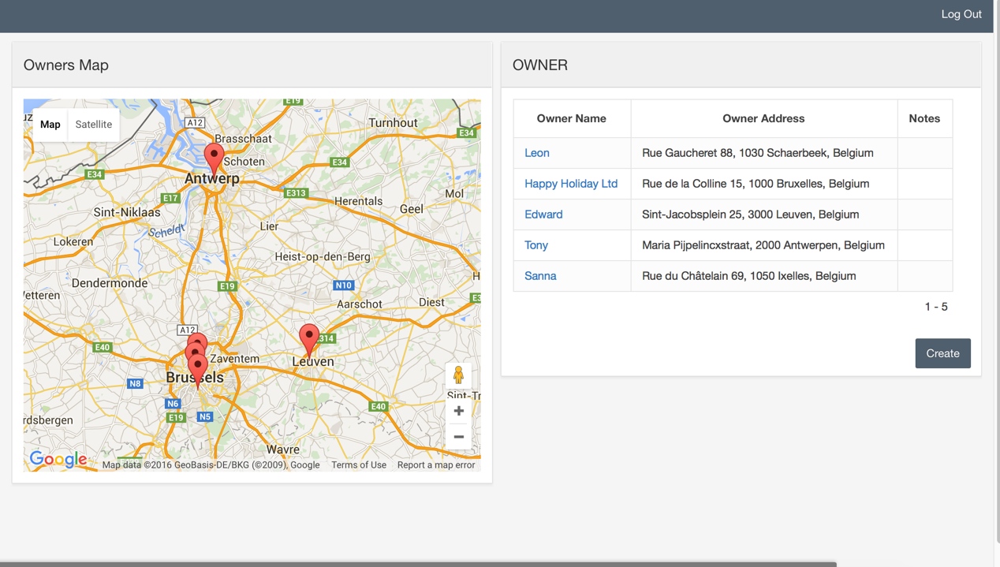 Log Out
Owners Map
OWNER
Map Satellite
E19
A12
Turnhout
E34
Brasschaat
Schoten
E34
E34
Antwerp
E17
E313
Mol
Herentals
Geel
Sint-Niklaas
Lier
Scheldt
Lokeren
Heist-op-den-Berg
Dendermonde
E19
N10
Aarschot
Diest
A12
314
E40
Zaventem
Leuven
Brussels
N8
N6
E19
N5
E40
Wavre
Google
Map data ©2016 GeoBasis-DE/BKG (©2009), Google Terms of Use Report a map error
Owner Name Owner Address Notes
Leon Rue Gaucheret 88, 1030 Schaerbeek, Belgium
Happy Holiday Ltd Rue de la Colline 15, 1000 Bruxelles, Belgium
Edward Sint-Jacobsplein 25, 3000 Leuven, Belgium
Tony Maria Pijpelincxstraat, 2000 Antwerpen, Belgium
Sanna Rue du Châtelain 69, 1050 Ixelles, Belgium
1 - 5
Create